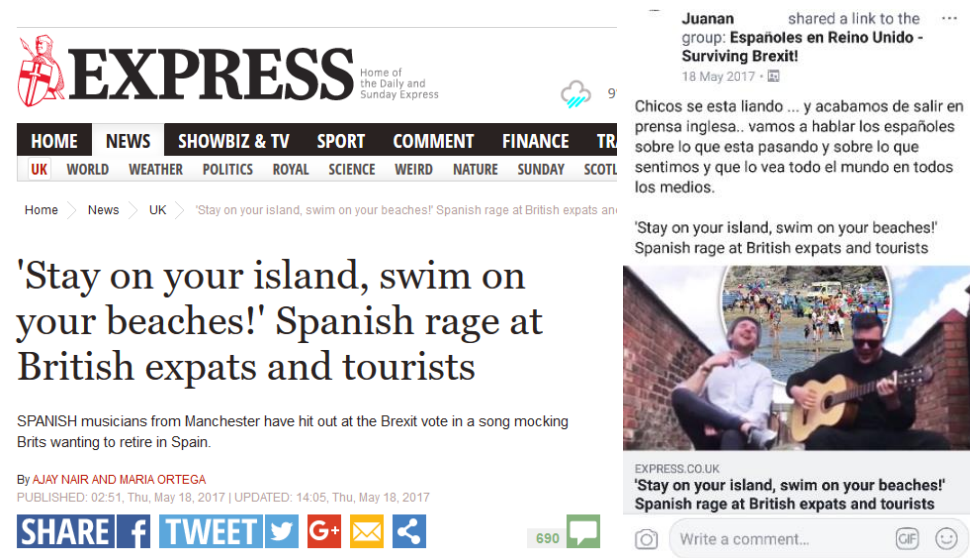 EXPRESS
Home of
the Daily and
Sunday Express
9
HOME NEWS SHOWBIZ & TV SPORT COMMENT FINANCE TR
UK WORLD WEATHER POLITICS ROYAL SCIENCE WEIRD NATURE SUNDAY SCOTL
Home News UK 'Stay on your island, swim on your beaches!' Spanish rage at British expats an
'Stay on your island, swim on
your beaches!' Spanish rage at
British expats and tourists
SPANISH musicians from Manchester have hit out at the Brexit vote in a song mocking
Brits wanting to retire in Spain.
By AJAY NAIR AND MARIA ORTEGA
PUBLISHED: 02:51, Thu, May 18, 2017 | UPDATED: 14:05, Thu, May 18, 2017
SHARE f TWEET G+ 690
Juanan shared a link to the ...
group: Españoles en Reino Unido -
Surviving Brexit!
18 May 2017 ·
Chicos se esta liando ... y acabamos de salir en
prensa inglesa.. vamos a hablar los españoles
sobre lo que esta pasando y sobre lo que
sentimos y que lo vea todo el mundo en todos
los medios.
'Stay on your island, swim on your beaches!'
Spanish rage at British expats and tourists
EXPRESS.CO.UK
'Stay on your island, swim on your beaches!'
Spanish rage at British expats and tourists
Write a comment... GIF